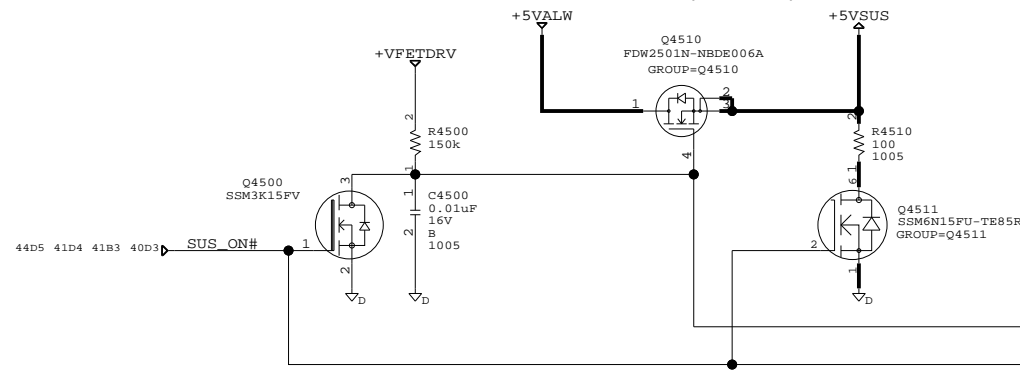 +5VALW
+5VSUS
Q4510
FDW2501N-NBDE006A
GROUP=Q4510
+VFETDRV
1
2
3
4
2
R4500
150k
1
2
R4510
100
1005
1
Q4500
SSM3K15FV
3
1
2
1
C4500
0.01uF
16V
B
1005
2
6
Q4511
SSM6N15FU-TE85R
GROUP=Q4511
2
1
44D5 41D4 41B3 40D3
SUS_ON#
D
D
D